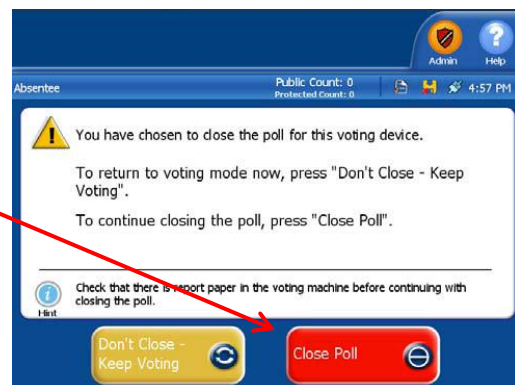 Admin Help
Absentee Public Count: 0 4:57 PM
Protected Count: 0
You have chosen to close the poll for this voting device.
To return to voting mode now, press "Don't Close - Keep
Voting".
To continue closing the poll, press "Close Poll".
Check that there is report paper in the voting machine before continuing with
closing the poll.
Hint
Don't Close -
Keep Voting
Close Poll